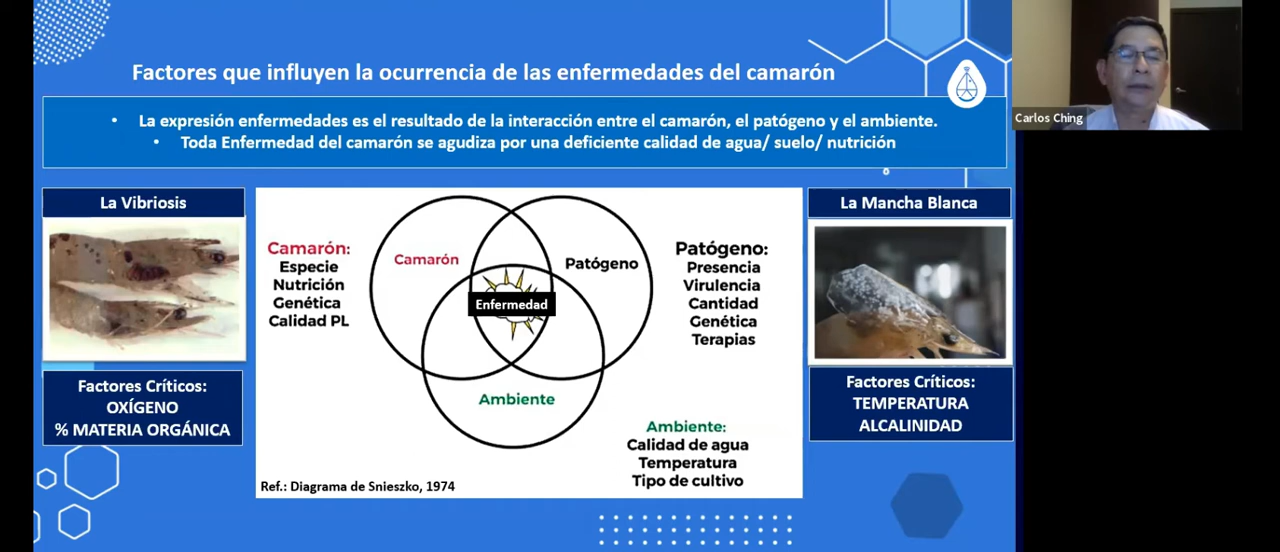 Factores que influyen la ocurrencia de las enfermedades del camarón
• La expresión enfermedades es el resultado de la interacción entre el camarón, el patógeno y el ambiente.
• Toda Enfermedad del camarón se agudiza por una deficiente calidad de agua/ suelo/ nutrición
Carlos Ching
La Vibriosis
Factores Críticos:
OXÍGENO
% MATERIA ORGÁNICA
Camarón:
Especie
Nutrición
Genética
Calidad PL
Camarón
Patógeno
Enfermedad
Ambiente
Patógeno:
Presencia
Virulencia
Cantidad
Genética
Terapias
Ambiente:
Calidad de agua
Temperatura
Tipo de cultivo
Ref.: Diagrama de Snieszko, 1974
La Mancha Blanca
Factores Críticos:
TEMPERATURA
ALCALINIDAD